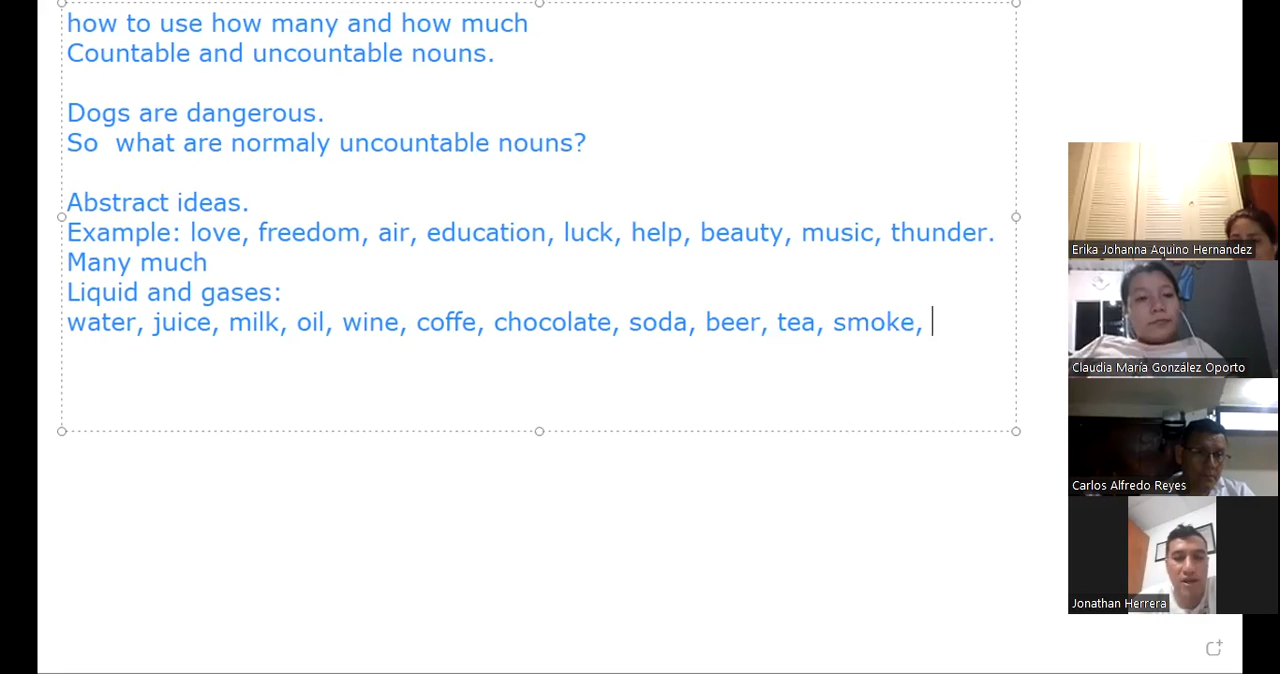 how to use how many and how much
Countable and uncountable nouns.
Dogs are dangerous.
So  what are normaly uncountable nouns?
Abstract ideas.
Example: love, freedom, air, education, luck, help, beauty, music, thunder.
Many much
Liquid and gases:
water, juice, milk, oil, wine, coffe, chocolate, soda, beer, tea, smoke,
Erika Johanna Aquino Hernandez
Claudia María González Oporto
Carlos Alfredo Reyes
Jonathan Herrera